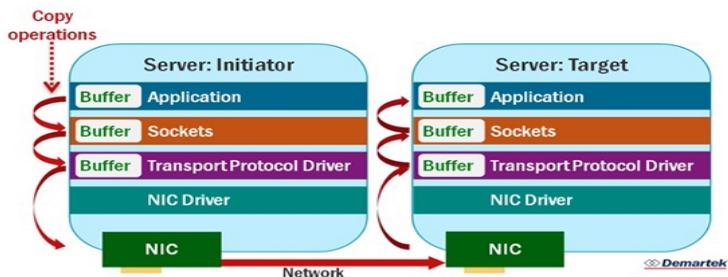 Copy
operations
Server: Initiator
Buffer Application
Buffer Sockets
Buffer Transport Protocol Driver
NIC Driver
NIC
Server: Target
Buffer Application
Buffer Sockets
Buffer Transport Protocol Driver
NIC Driver
NIC
Network
Demartek